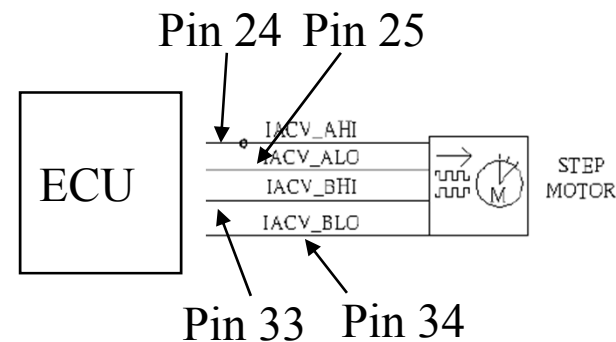 Pin 24 Pin 25
IACV_AHI
IACV_ALO
ECU
IACV_BHI
IACV_BLO
M
STEP
MOTOR
Pin 33 Pin 34